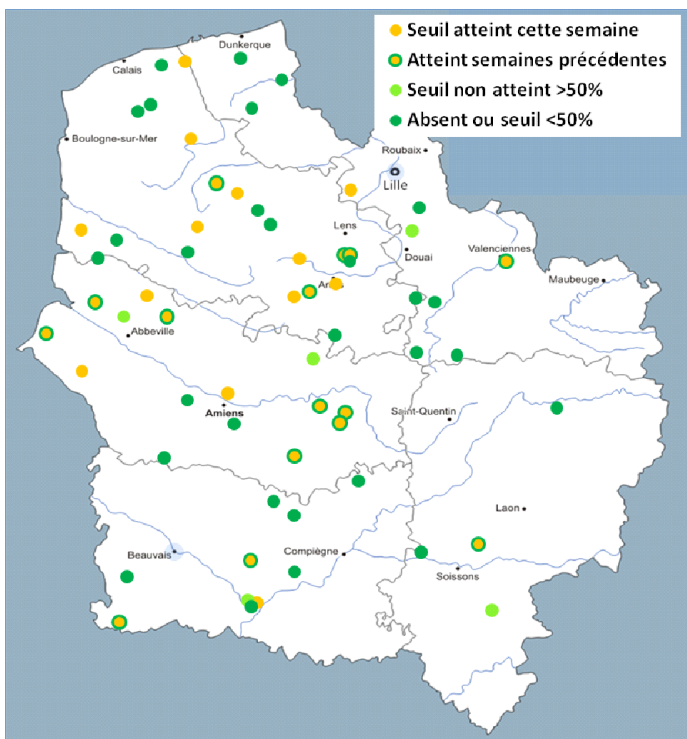 Seuil atteint cette semaine
Atteint semaines précédentes
Seuil non atteint >50%
Absent ou seuil <50%
Dunkerque
Calais
Boulogne-sur-Mer
Roubaix
Lille
Lens
Douai
Valenciennes
Maubeuge
Abbeville
Amiens
Saint-Quentin
Laon
Beauvais
Compiègne
Soissons